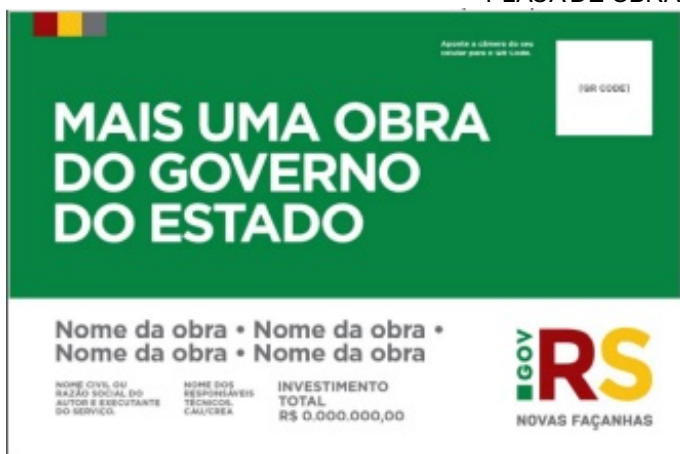 PLACA DE OBRA
Aponte a câmera do seu
celular para o QR Code.
[QR CODE]
MAIS UMA OBRA
DO GOVERNO
DO ESTADO
Nome da obra • Nome da obra •
Nome da obra • Nome da obra
NOME CIVIL OU
RAZÃO SOCIAL DO
AUTOR E EXECUTANTE
DO SERVIÇO.
NOME DOS
RESPONSÁVEIS
TÉCNICOS.
CAU/CREA
INVESTIMENTO
TOTAL
R$ 0.000.000,00
GOV
RS
NOVAS FAÇANHAS